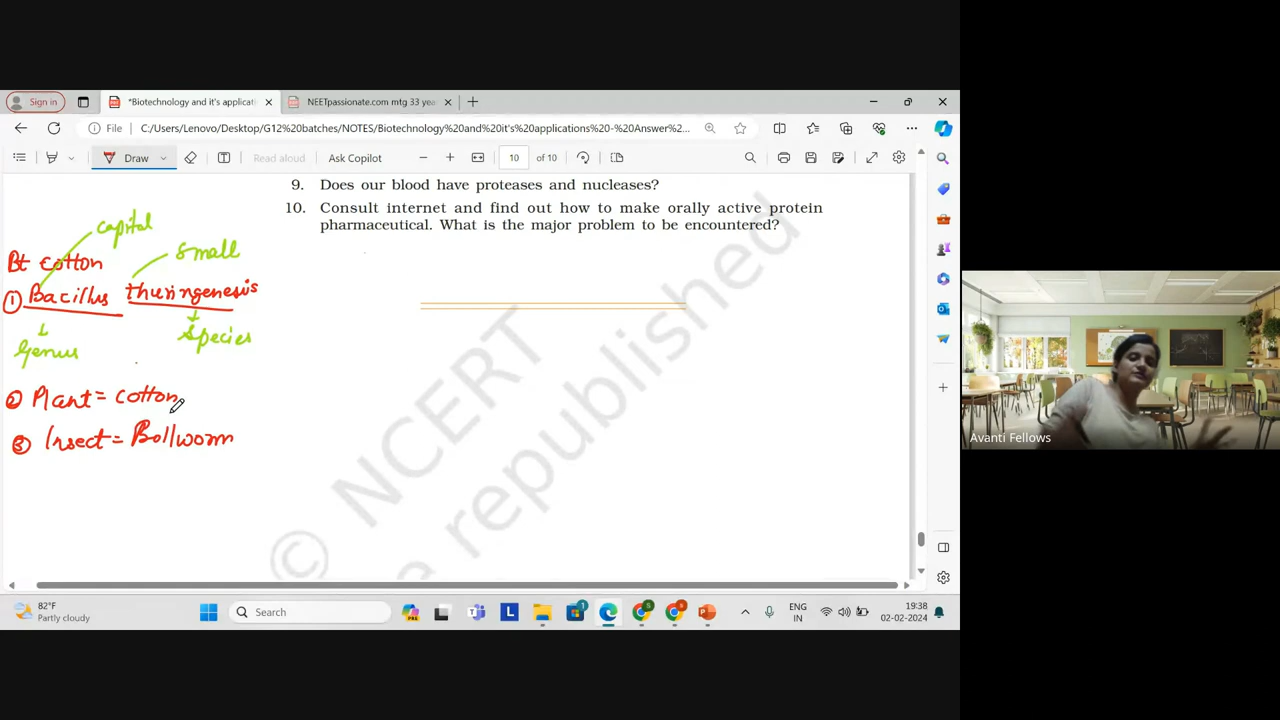 Sign in
*Biotechnology and it's applicati
NEETpassionate.com mtg 33 yea
File
C:/Users/Lenovo/Desktop/G12%20batches/NOTES/Biotechnology%20and%20it's%20applications%20-%20Answer%2...
Draw
Read aloud
Ask Copilot
10 of 10
9. Does our blood have proteases and nucleases?
10. Consult internet and find out how to make orally active protein
pharmaceutical. What is the major problem to be encountered?
capital
small
Bt cotton
① Bacillus thuringenesis
Genus
Species
② Plant = cotton
③ Insect = Bollworm
© NCERT
e republished
Avanti Fellows
82°F
Partly cloudy
Search
ENG
IN
19:38
02-02-2024